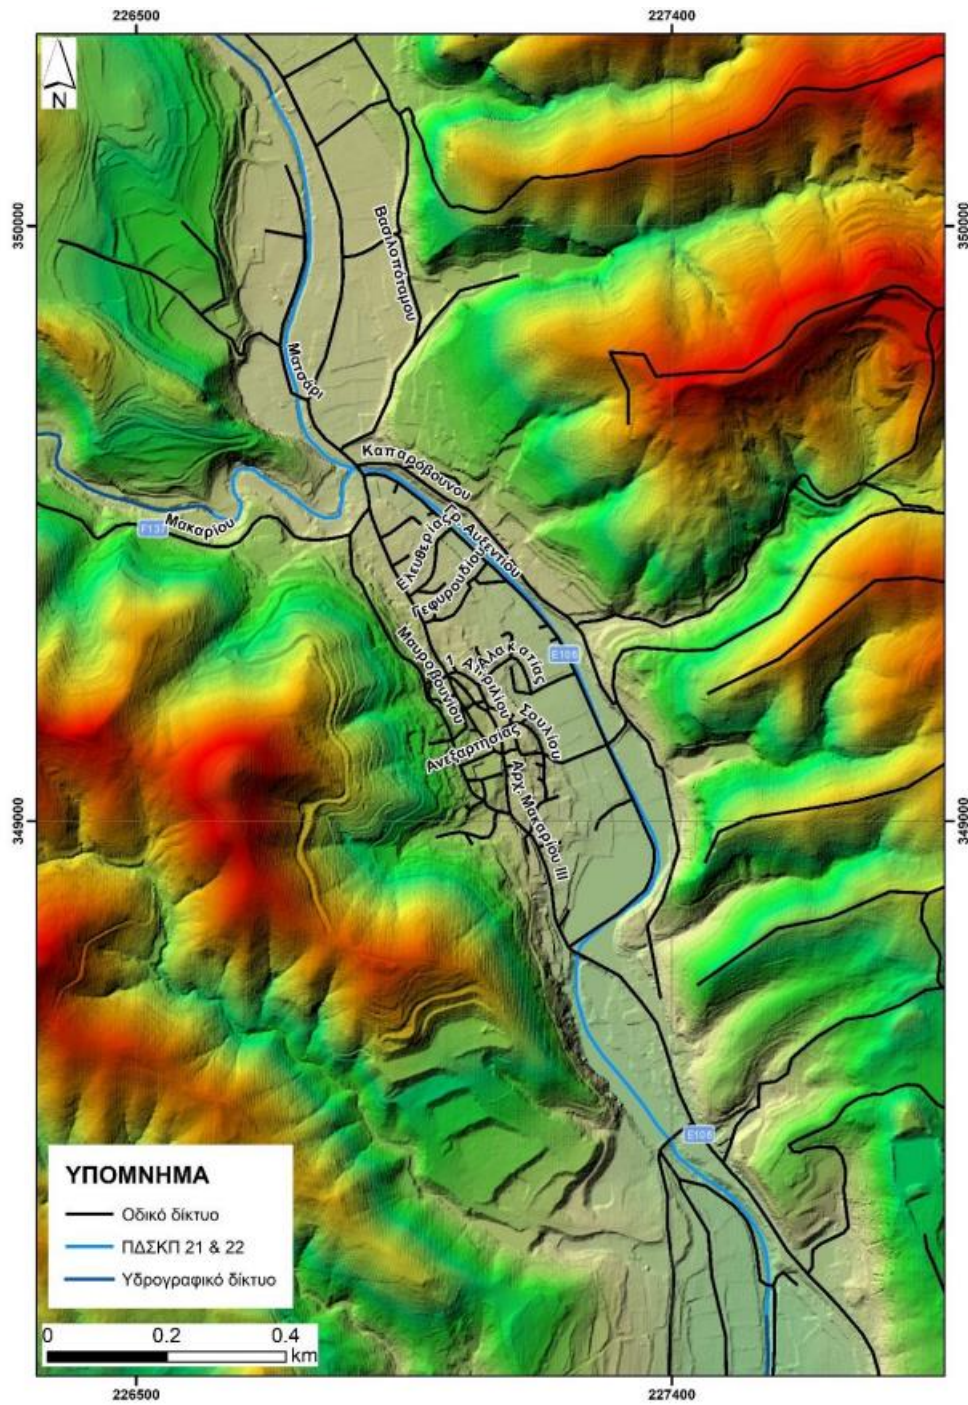 226500
227400
N
350000
350000
Βασιλοπόταμου
Ματσάρι
Καπαρόβουνου
Γρ. Αυξεντίου
Μακαρίου
F137
Ελευθερίας
Γεφυρουδιού
Μαυροβουνίου
E106
1
Απριλίου
Αλακατίας
Σουλίου
Ανεξαρτησίας
Αρχ. Μακαρίου III
349000
349000
E106
ΥΠΟΜΝΗΜΑ
Οδικό δίκτυο
ΠΔΣΚΠ 21 & 22
Υδρογραφικό δίκτυο
0 0.2 0.4
km
226500
227400